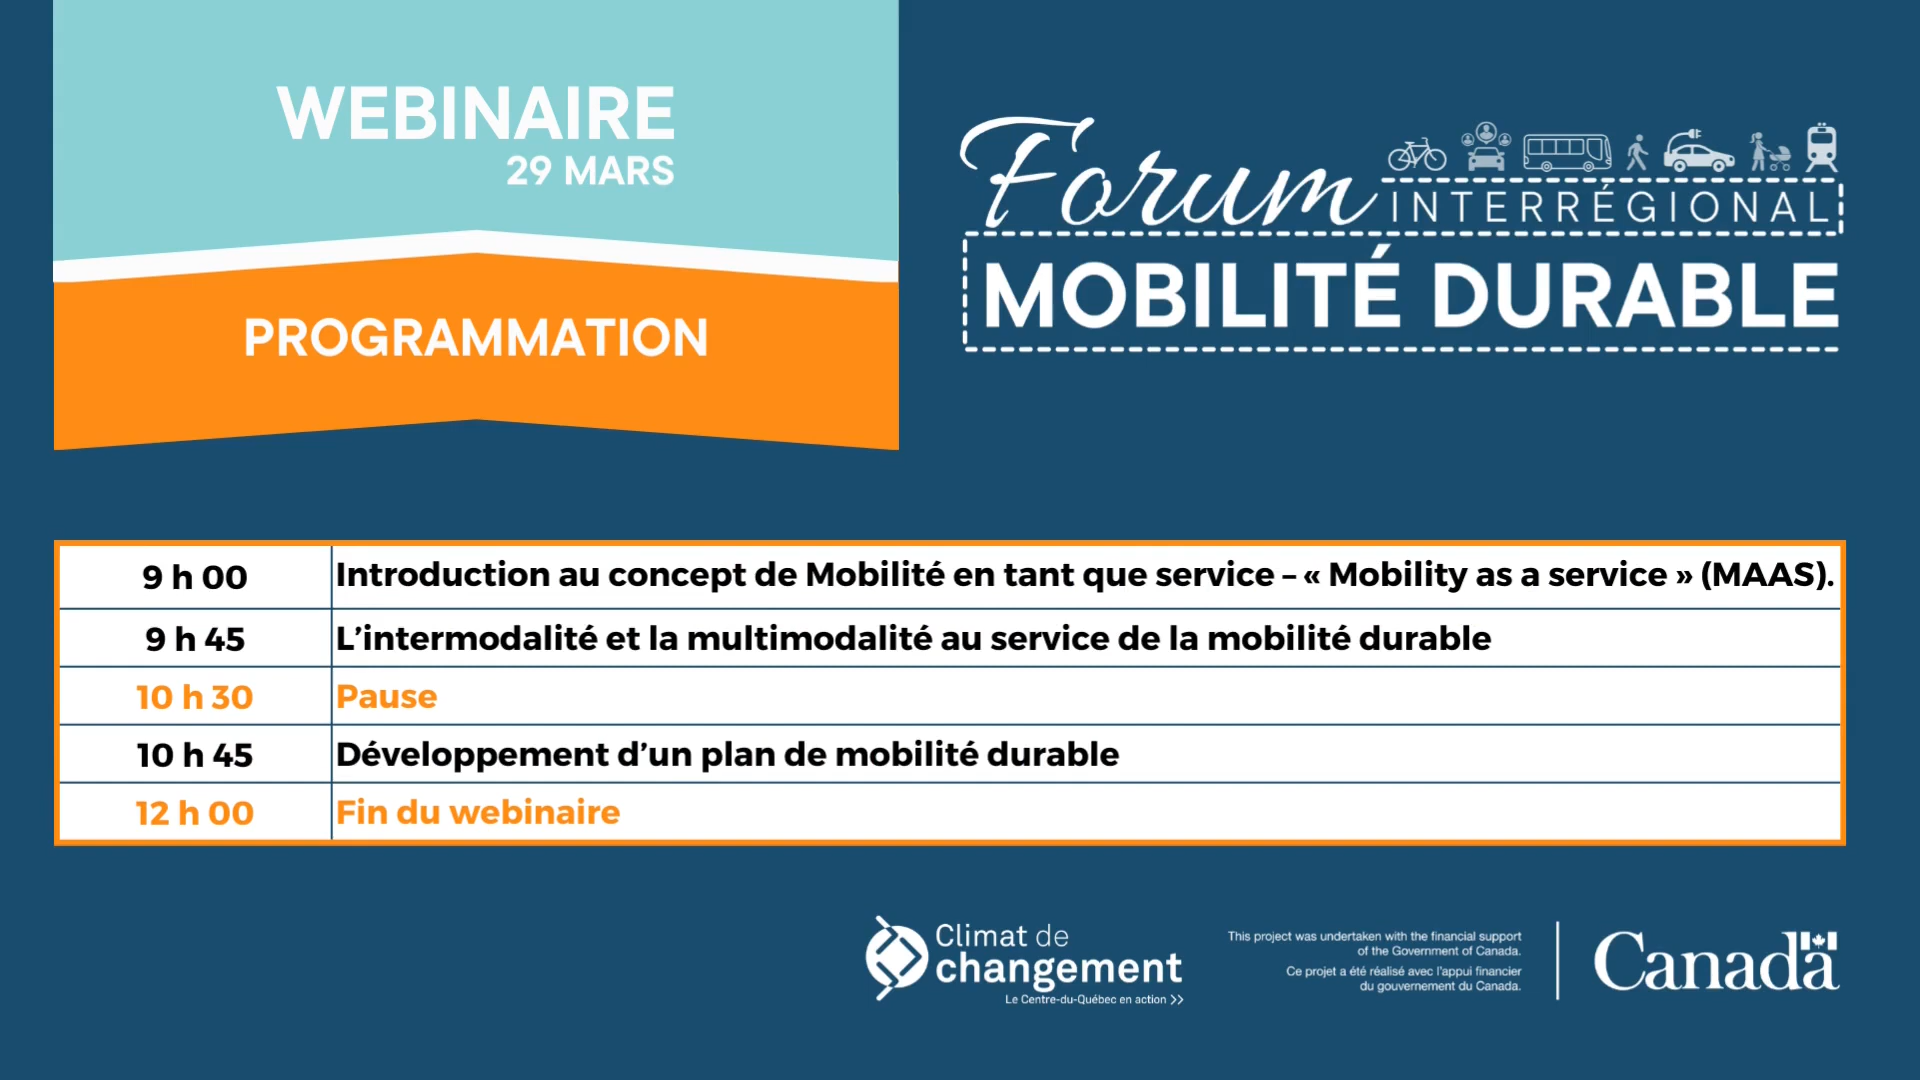 WEBINAIRE
29 MARS
PROGRAMMATION
Forum INTERRÉGIONAL
MOBILITÉ DURABLE
9 h 00 Introduction au concept de Mobilité en tant que service – « Mobility as a service » (MAAS).
9 h 45 L’intermodalité et la multimodalité au service de la mobilité durable
10 h 30 Pause
10 h 45 Développement d’un plan de mobilité durable
12 h 00 Fin du webinaire
Climat de
changement
Le Centre-du-Québec en action >>
This project was undertaken with the financial support
of the Government of Canada.
Ce projet a été réalisé avec l’appui financier
du gouvernement du Canada.
Canada